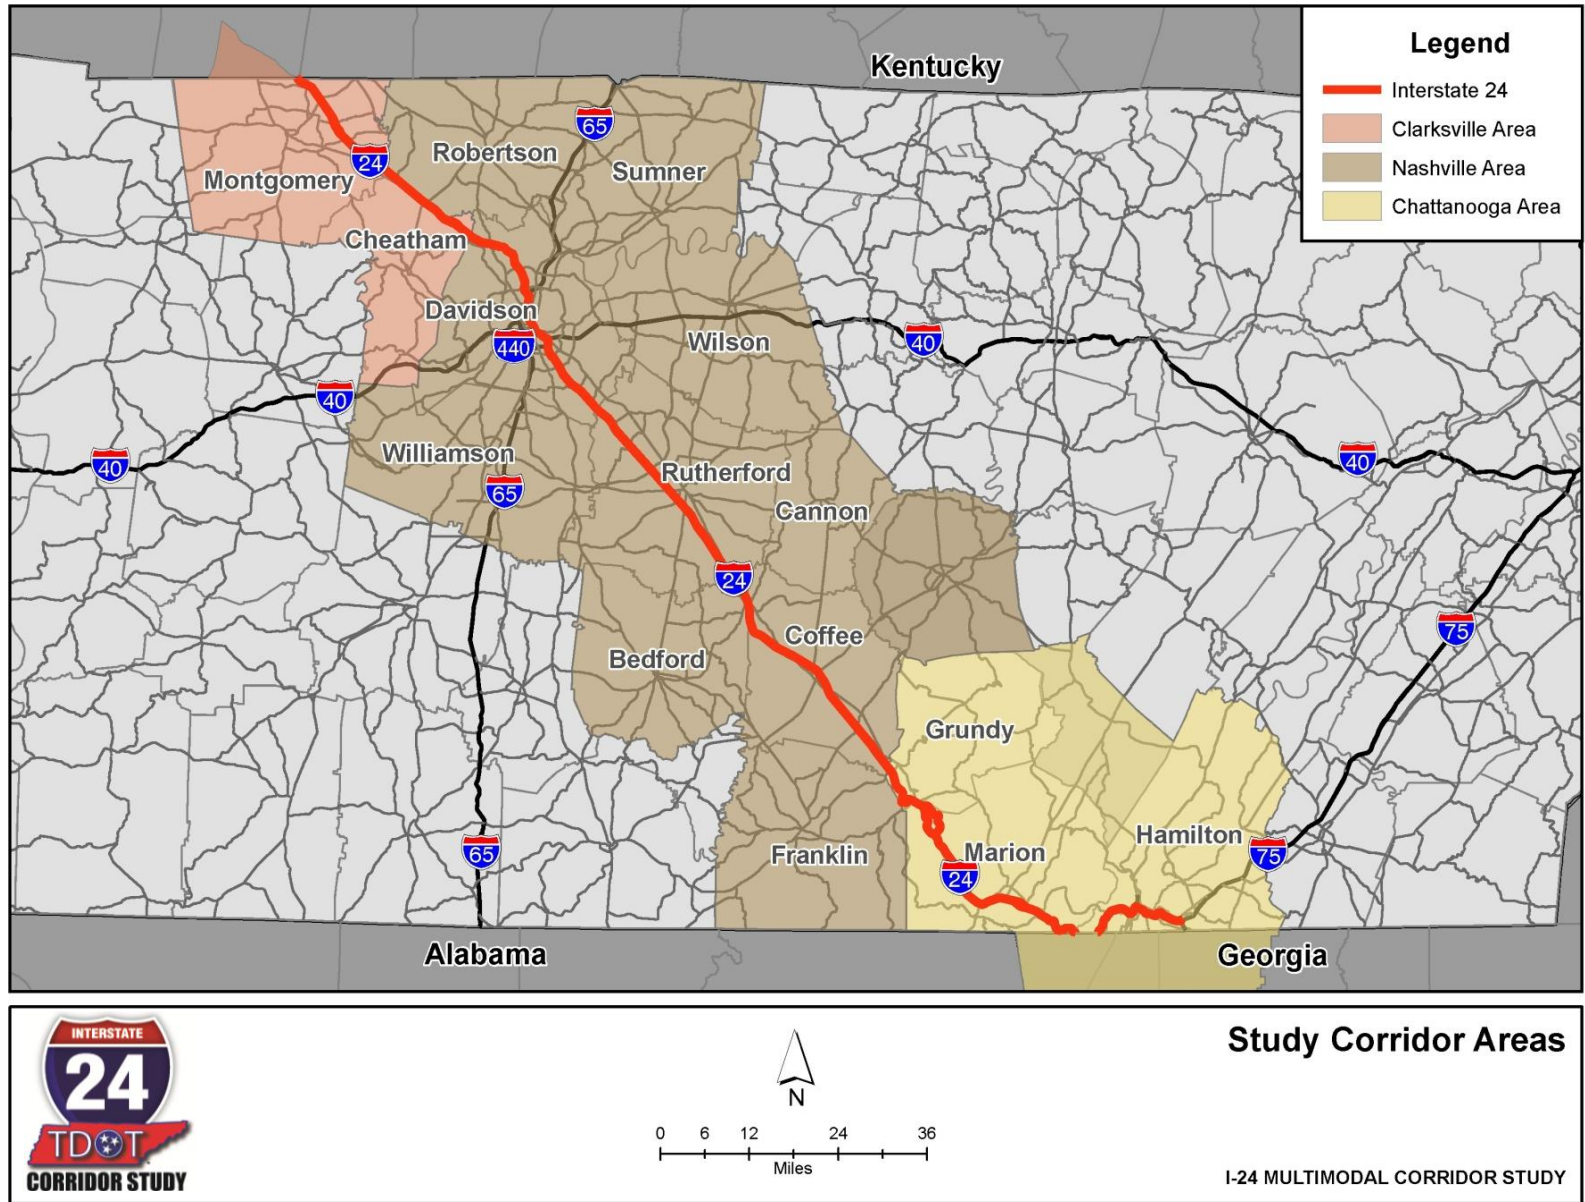 Kentucky
Legend
Interstate 24
Clarksville Area
Nashville Area
Chattanooga Area
65
Robertson
Sumner
24
Montgomery
Cheatham
Davidson
440
Wilson
40
40
Williamson
40
40
65
Rutherford
Cannon
24
Coffee
75
Bedford
Grundy
65
Franklin
Marion
Hamilton
75
24
Alabama
Georgia
INTERSTATE
24
TDOT
CORRIDOR STUDY
N
0 6 12 24 36
Miles
Study Corridor Areas
I-24 MULTIMODAL CORRIDOR STUDY